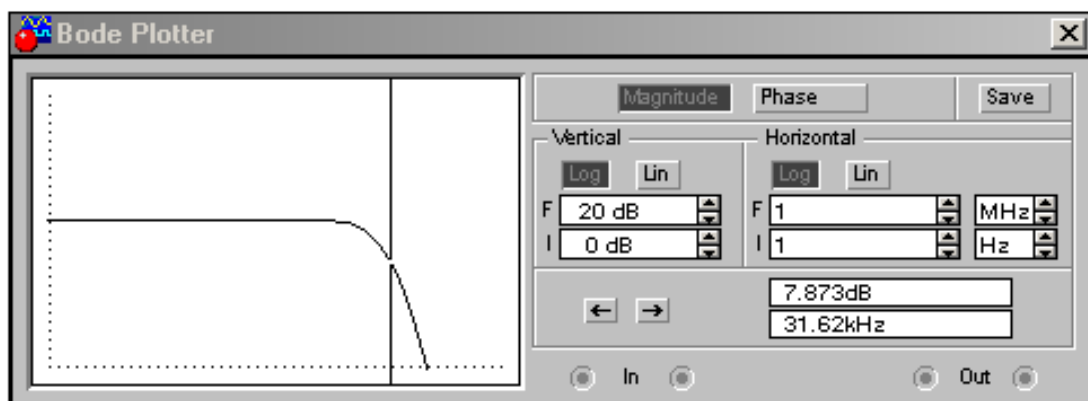 Bode Plotter
Magnitude Phase Save
Vertical Horizontal
Log Lin Log Lin
F 20 dB F 1 MHz
I 0 dB I 1 Hz
← →
7.873dB
31.62kHz
In Out